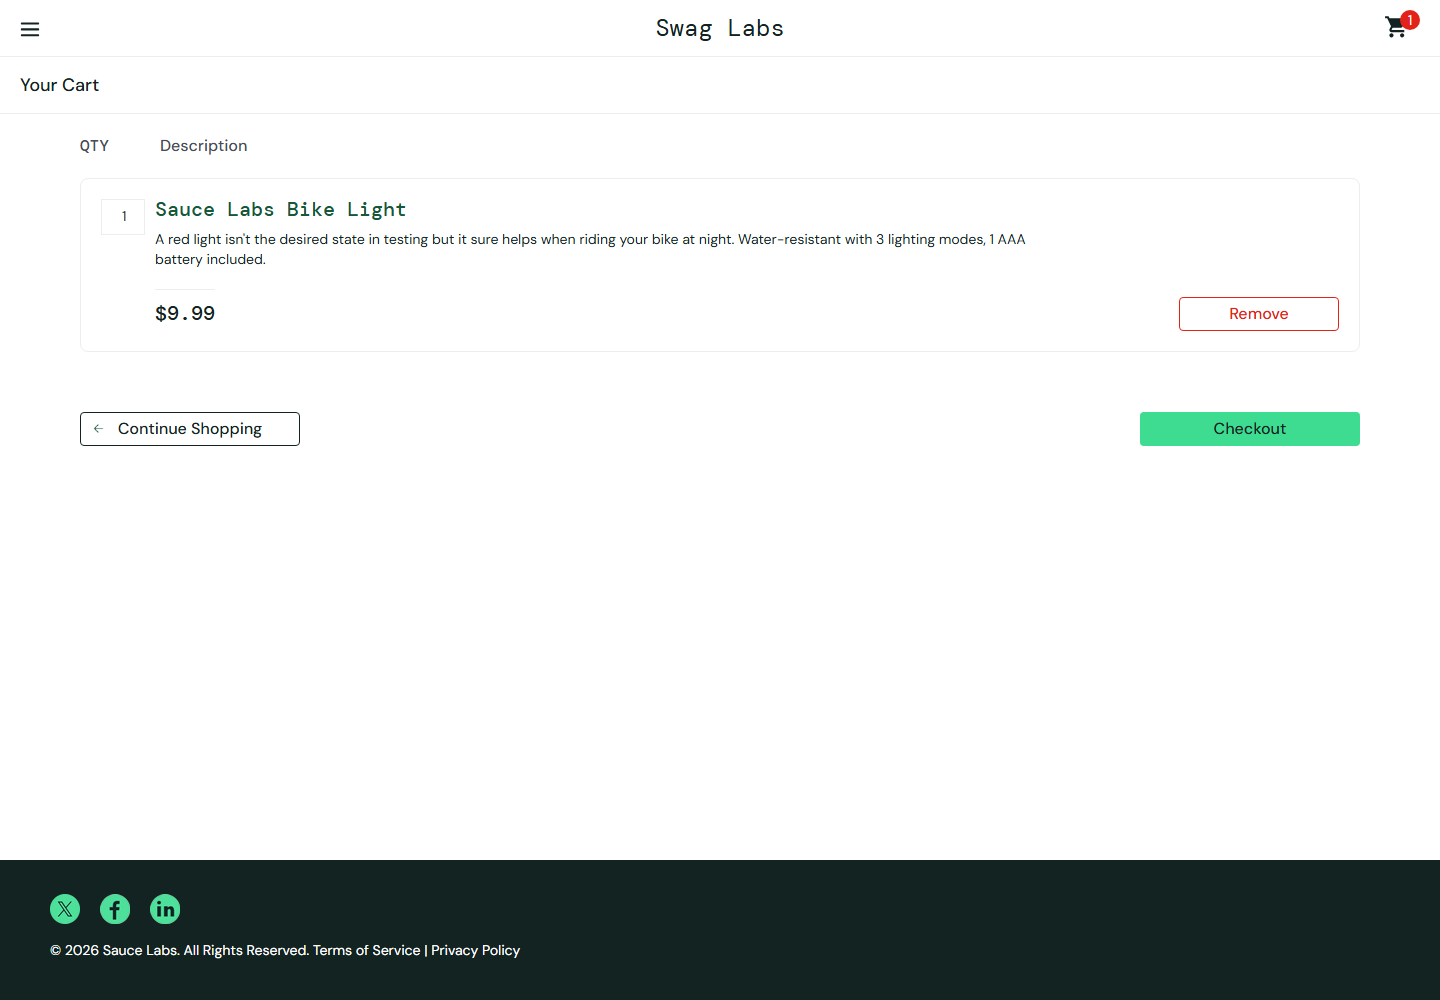 Swag Labs
1
Your Cart
QTY Description
1
Sauce Labs Bike Light
A red light isn't the desired state in testing but it sure helps when riding your bike at night. Water-resistant with 3 lighting modes, 1 AAA
battery included.
$9.99
Remove
Continue Shopping
Checkout
© 2026 Sauce Labs. All Rights Reserved. Terms of Service | Privacy Policy